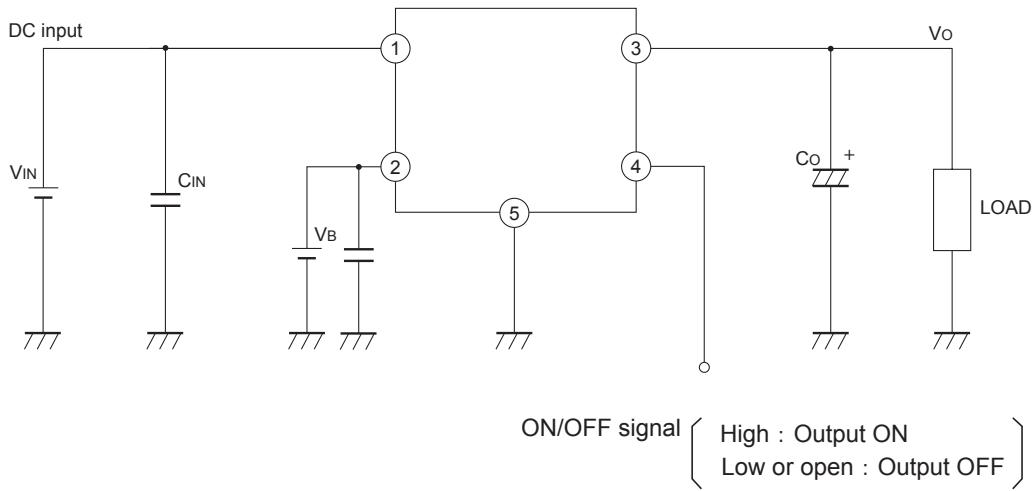 DC input
VIN
CIN
1
2
VB
5
3
4
VO
CO +
LOAD
ON/OFF signal
High : Output ON
Low or open : Output OFF